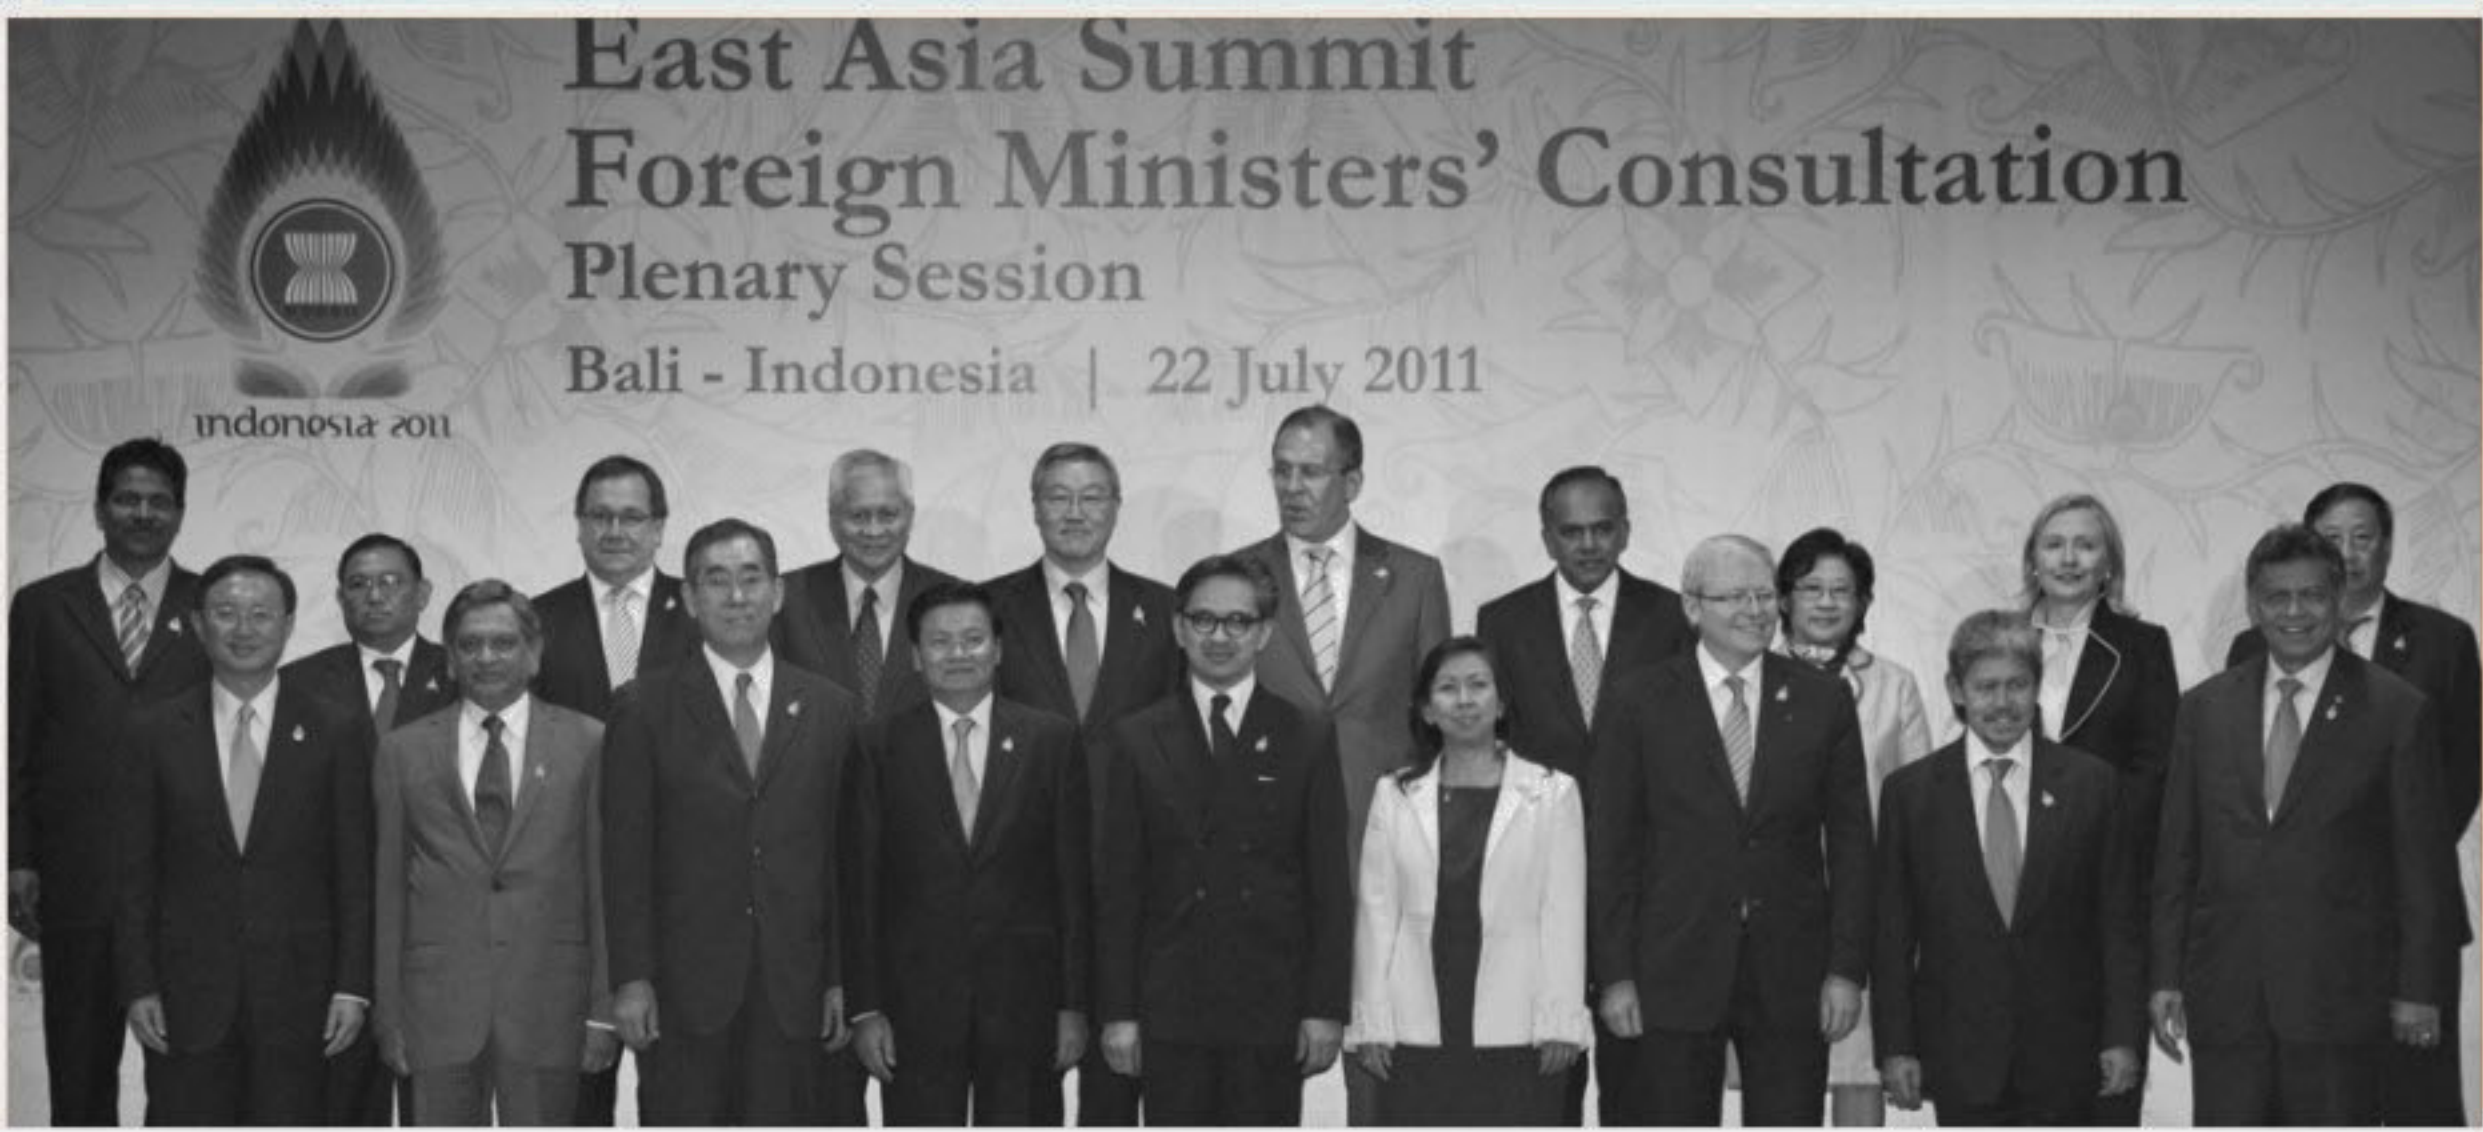 East Asia Summit
Foreign Ministers' Consultation
Plenary Session
Bali - Indonesia | 22 July 2011
indonesia 2011